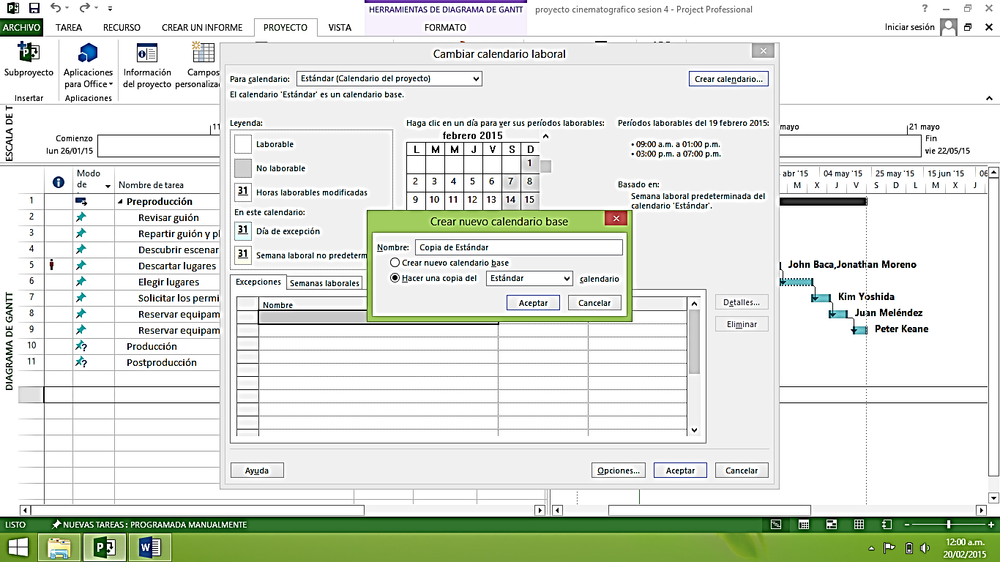 HERRAMIENTAS DE DIAGRAMA DE GANTT
proyecto cinematografico sesion 4 - Project Professional
ARCHIVO TAREA RECURSO CREAR UN INFORME PROYECTO VISTA FORMATO
Iniciar sesión
Subproyecto
Aplicaciones para Office
Información del proyecto
Campos personaliza
Insertar
Aplicaciones
ESCALA DE T
Comienzo
lun 26/01/15
11
mayo
21 mayo
Fin
vie 22/05/15
Cambiar calendario laboral
Para calendario: Estándar (Calendario del proyecto)
Crear calendario...
El calendario 'Estándar' es un calendario base.
Leyenda:
Laborable
No laborable
31 Horas laborables modificadas
En este calendario:
31 Día de excepción
31 Semana laboral no predeterm
Haga clic en un día para ver sus períodos laborables:
febrero 2015
L M M J V S D
1
2 3 4 5 6 7 8
9 10 11 12 13 14 15
Períodos laborables del 19 febrero 2015:
• 09:00 a.m. a 01:00 p.m.
• 03:00 p.m. a 07:00 p.m.
Basado en:
Semana laboral predeterminada del
calendario 'Estándar'.
Crear nuevo calendario base
Nombre: Copia de Estándar
Crear nuevo calendario base
Hacer una copia del Estándar calendario
Aceptar Cancelar
Excepciones Semanas laborales
Nombre
Detalles...
Eliminar
Ayuda
Opciones... Aceptar Cancelar
DIAGRAMA DE GANTT
Modo de
Nombre de tarea
1 Preproducción
2 Revisar guión
3 Repartir guión y pl
4 Descubrir escenar
5 Descartar lugares
6 Elegir lugares
7 Solicitar los permi
8 Reservar equipam
9 Reservar equipam
10 Producción
11 Postproducción
abr '15 04 may '15 25 may '15 15 jun '15 06
M X J V S D L M X J
John Baca,Jonathan Moreno
Kim Yoshida
Juan Meléndez
Peter Keane
LISTO NUEVAS TAREAS : PROGRAMADA MANUALMENTE
12:00 a.m.
20/02/2015